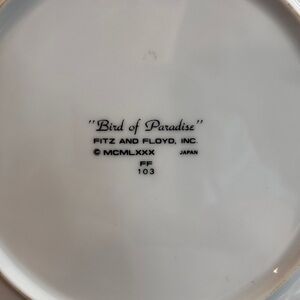 "Bird of Paradise"
FITZ AND FLOYD, INC.
© MCMLXXX JAPAN
FF
103